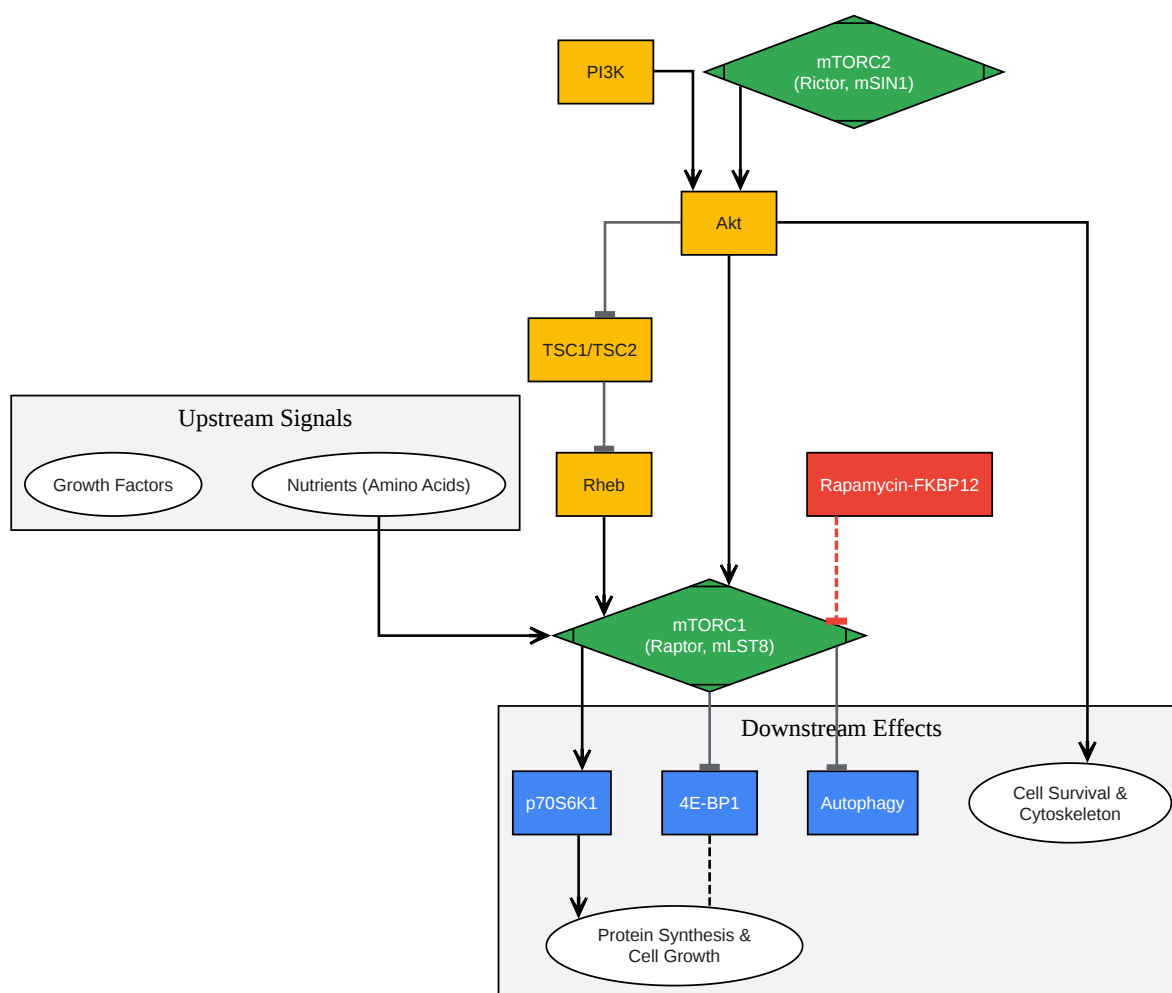 PI3K
mTORC2
(Rictor, mSIN1)
Akt
TSC1/TSC2
Upstream Signals
Growth Factors
Nutrients (Amino Acids)
Rheb
Rapamycin-FKBP12
mTORC1
(Raptor, mLST8)
Downstream Effects
p70S6K1
4E-BP1
Autophagy
Cell Survival &
Cytoskeleton
Protein Synthesis &
Cell Growth